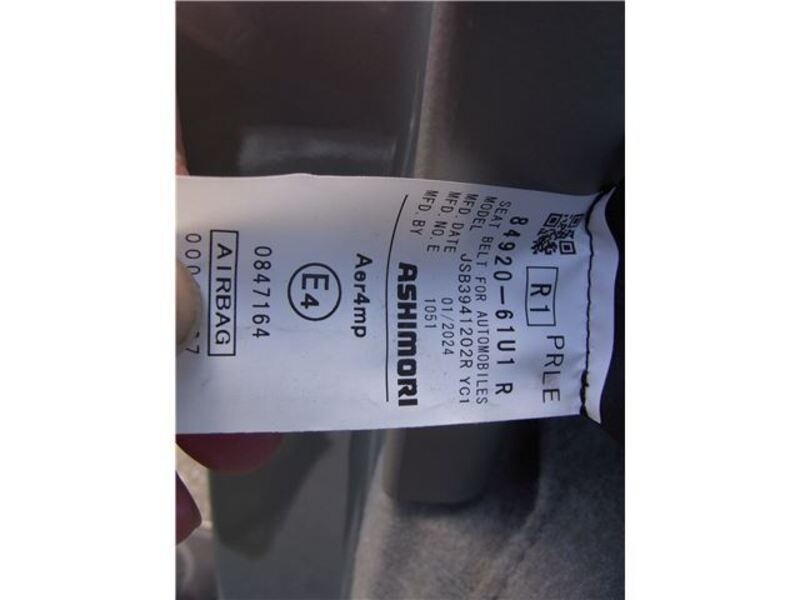 R1 PRLE
84920-61U1 R
SEAT BELT FOR AUTOMOBILES
MODEL JSB3941202R YC1
MFD. DATE 01/2024
MFD. NO. E 1051
MFD. BY ASHIMORI
Aer4mp
E4
0847164
AIRBAG